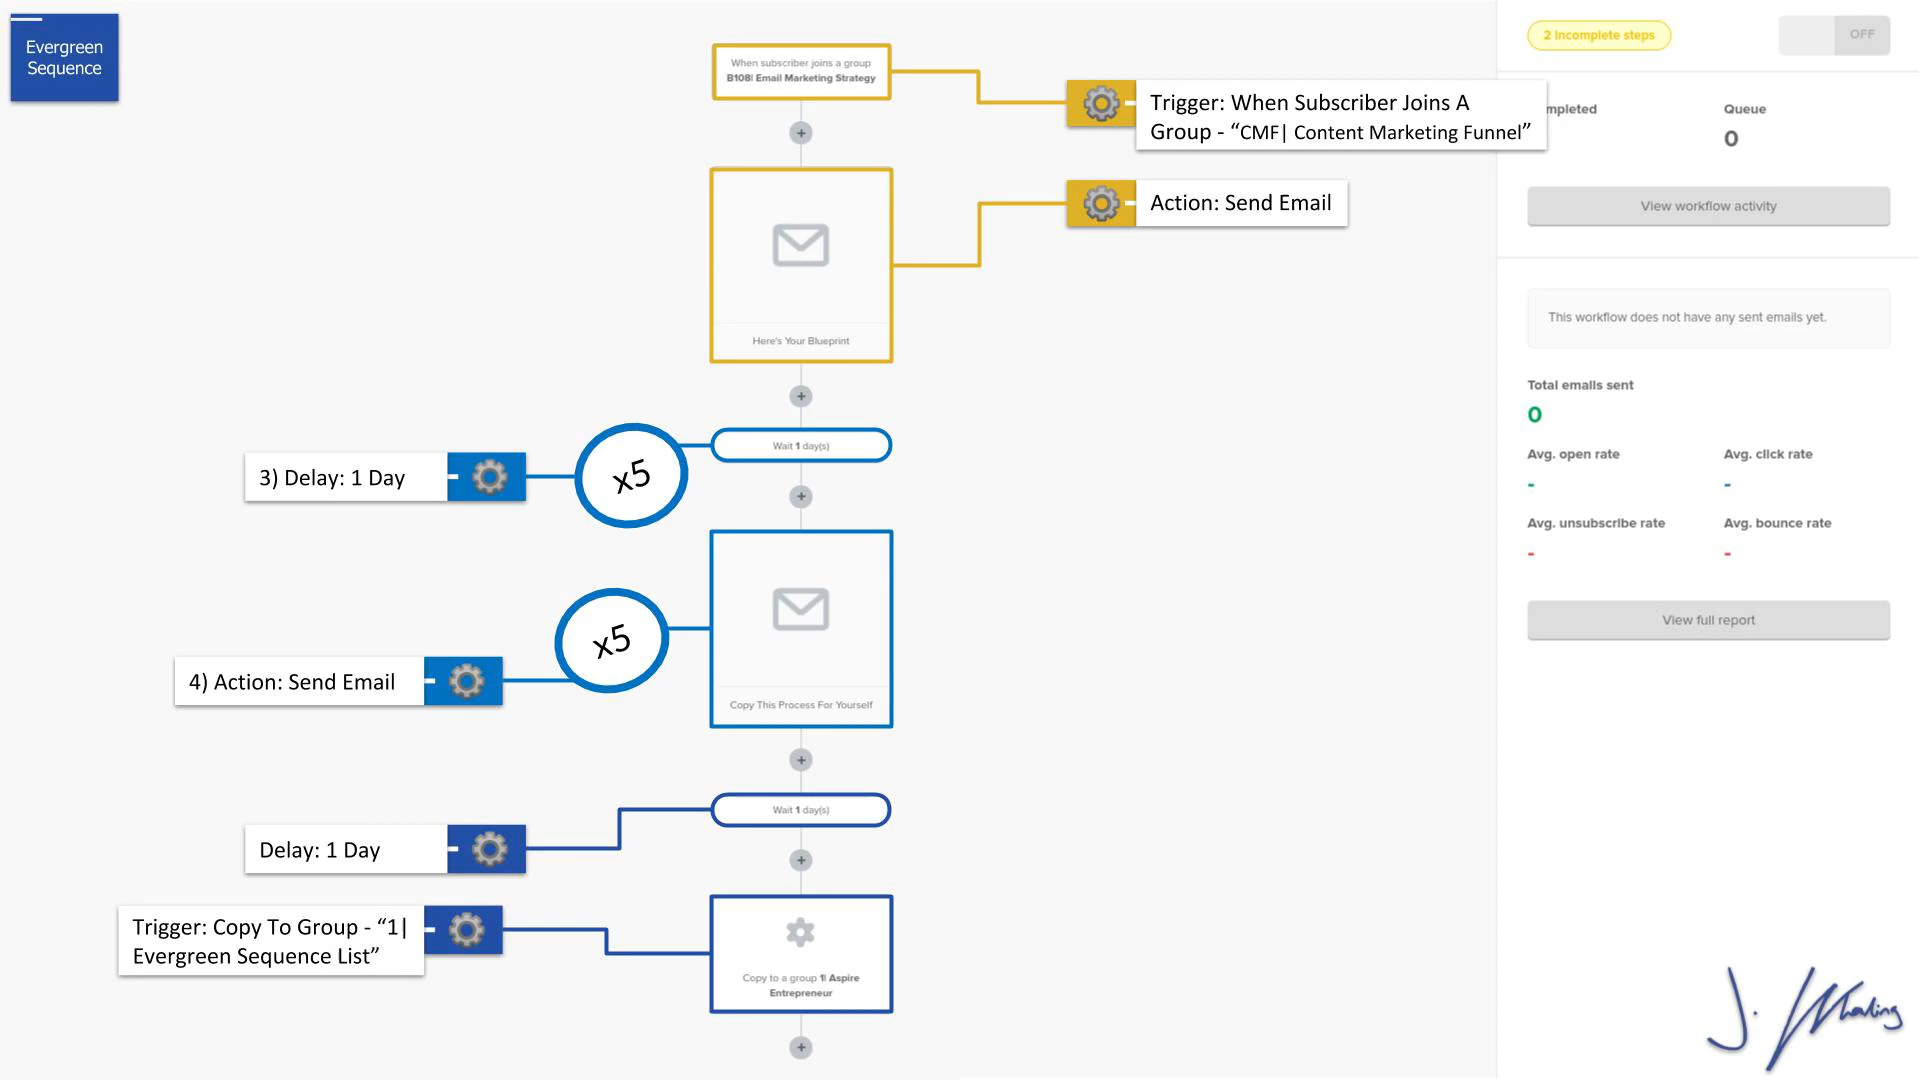 Evergreen
Sequence
When subscriber joins a group
B108| Email Marketing Strategy
Trigger: When Subscriber Joins A
Group - “CMF| Content Marketing Funnel”
Action: Send Email
Here's Your Blueprint
Wait 1 day(s)
x5
3) Delay: 1 Day
x5
4) Action: Send Email
Copy This Process For Yourself
Wait 1 day(s)
Delay: 1 Day
Trigger: Copy To Group - “1|
Evergreen Sequence List”
Copy to a group 1| Aspire
Entrepreneur
2 Incomplete steps
OFF
mpleted
Queue
0
View workflow activity
This workflow does not have any sent emails yet.
Total emails sent
0
Avg. open rate
Avg. click rate
-
-
Avg. unsubscribe rate
Avg. bounce rate
-
-
View full report